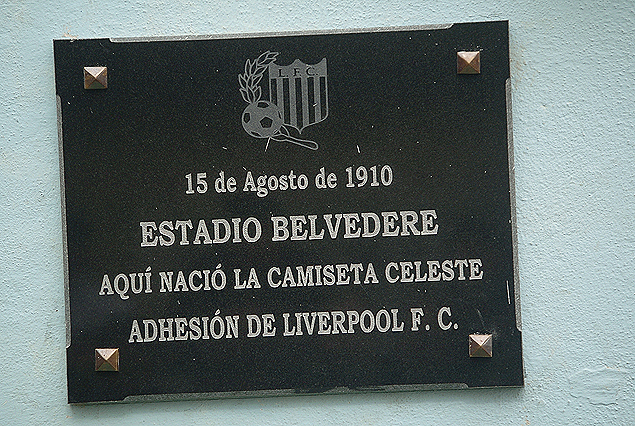 L.F.C.
15 de Agosto de 1910
ESTADIO BELVEDERE
AQUÍ NACIÓ LA CAMISETA CELESTE
ADHESIÓN DE LIVERPOOL F. C.